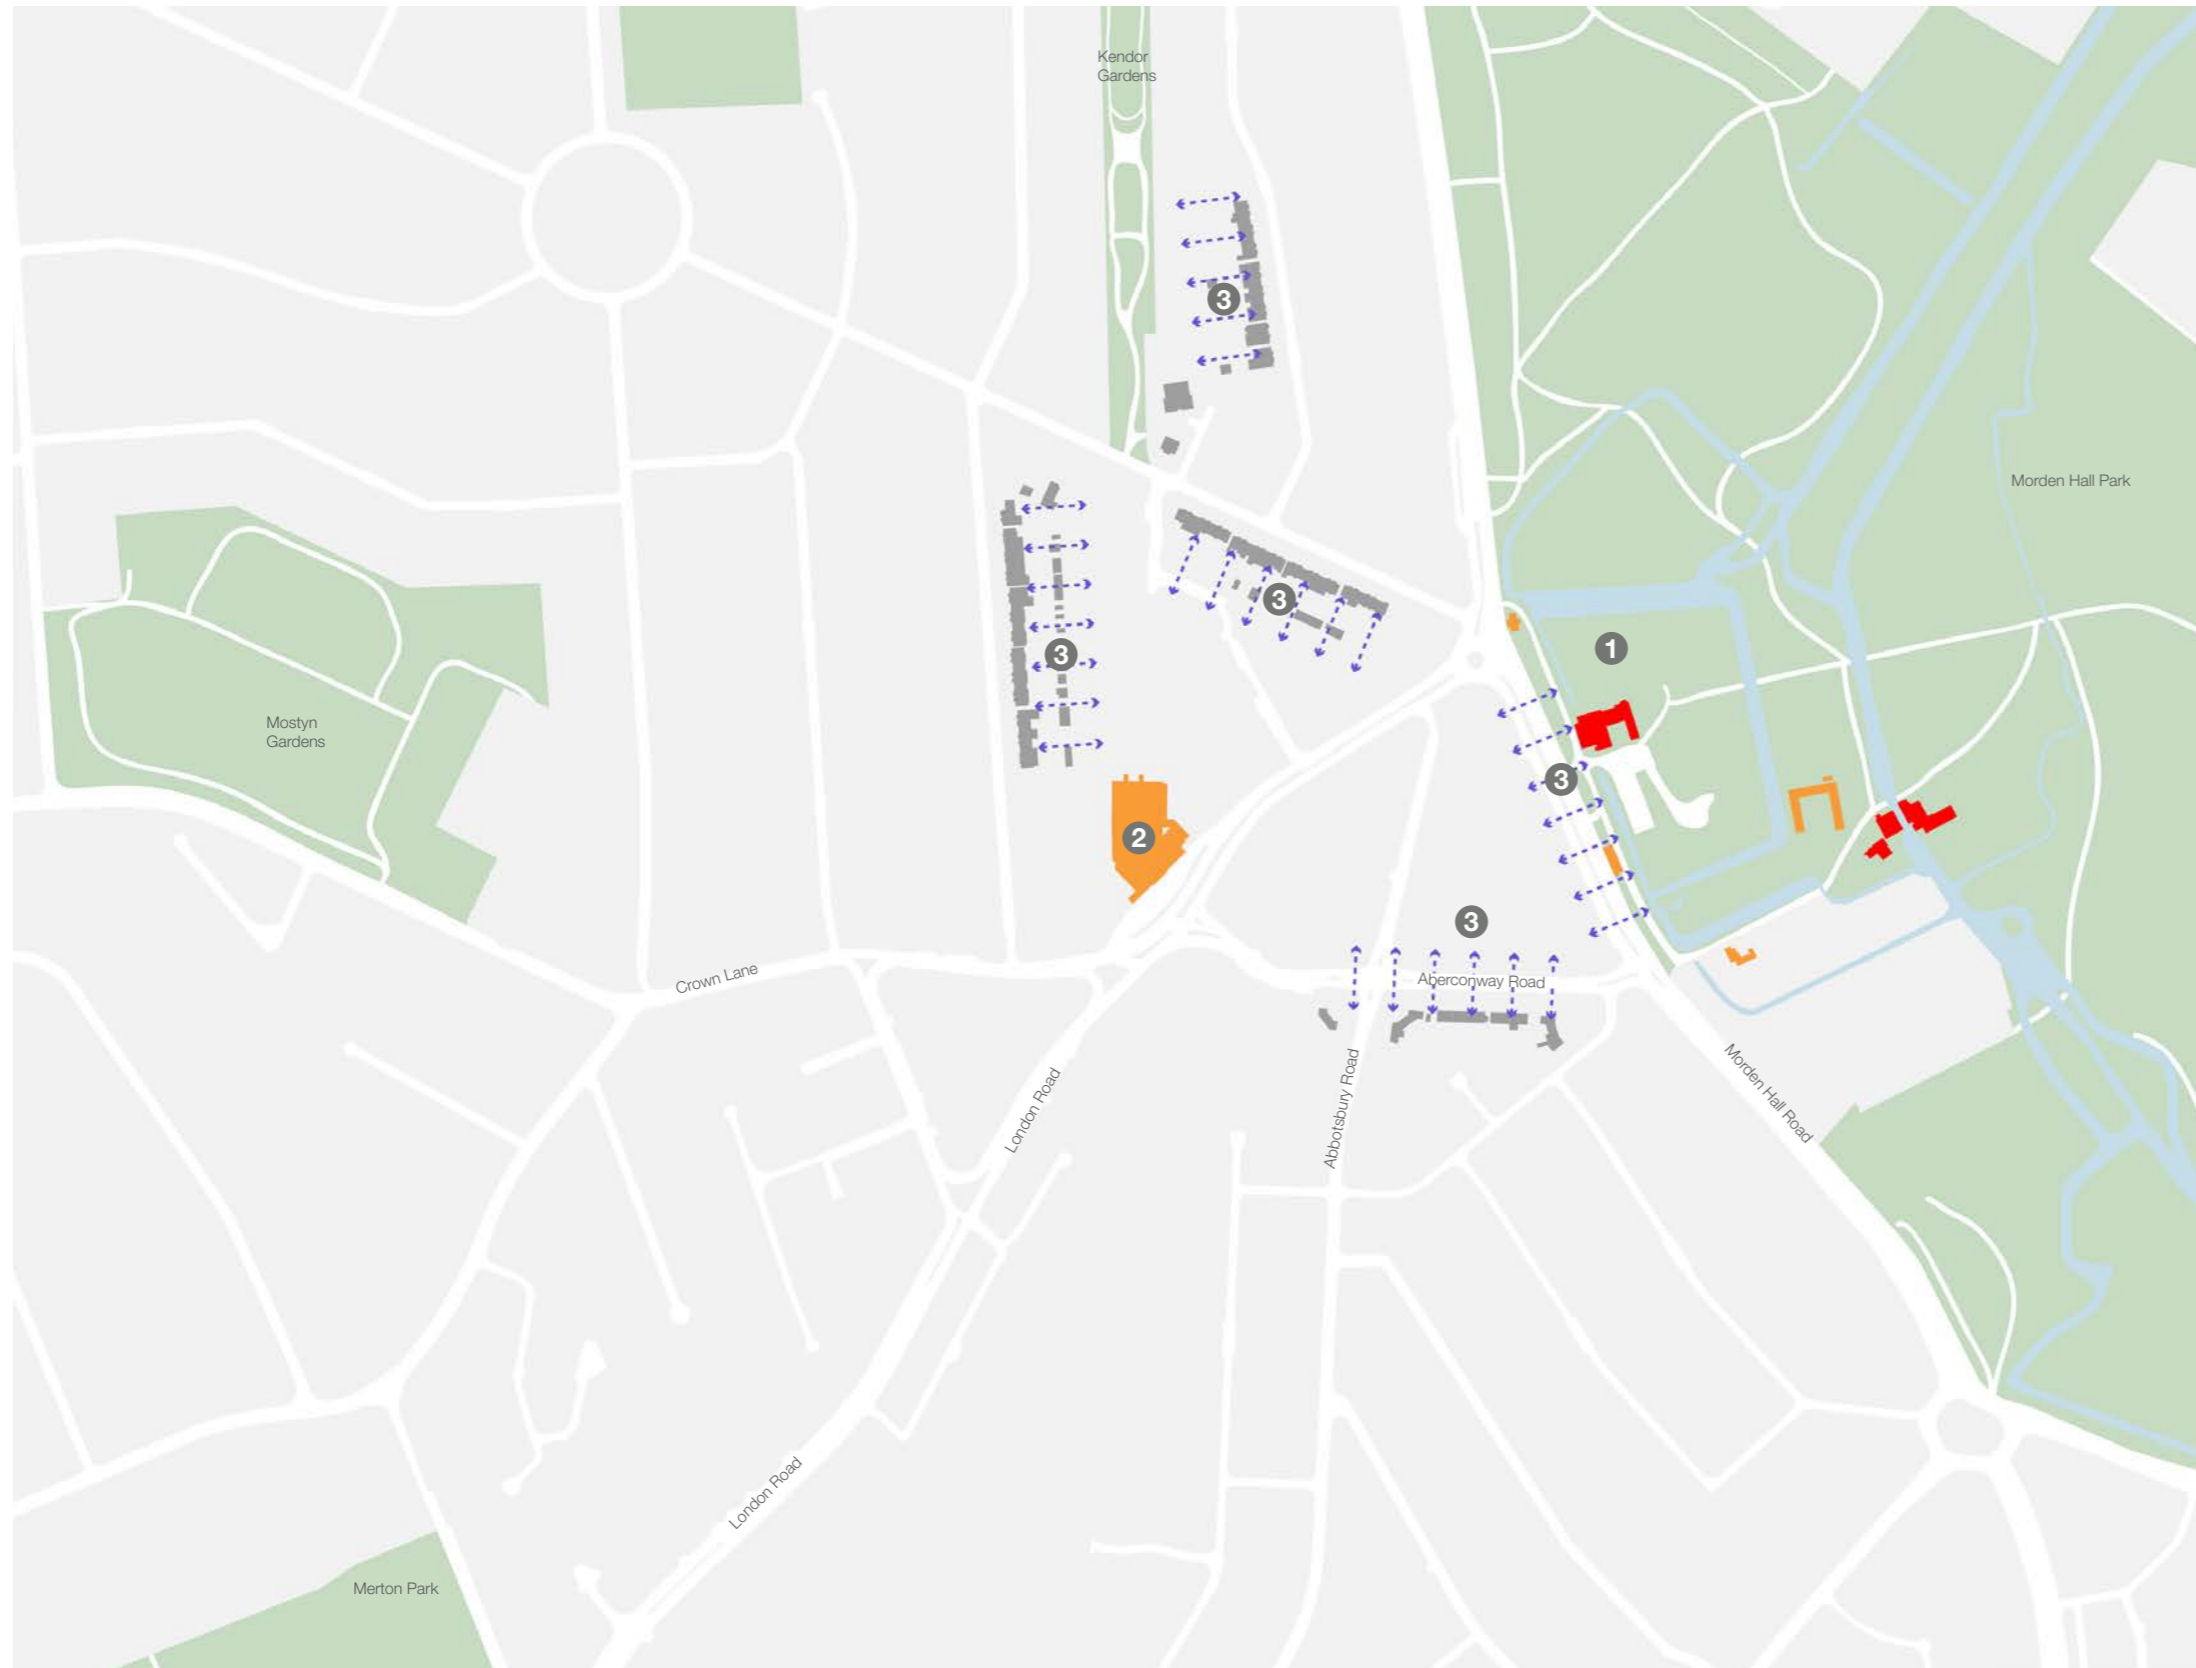 Kendor
Gardens
3
Morden Hall Park
3
1
3
Mostyn
Gardens
3
2
3
Crown Lane
Aberconway Road
London Road
Abbotsbury Road
Morden Hall Road
London Road
Merton Park